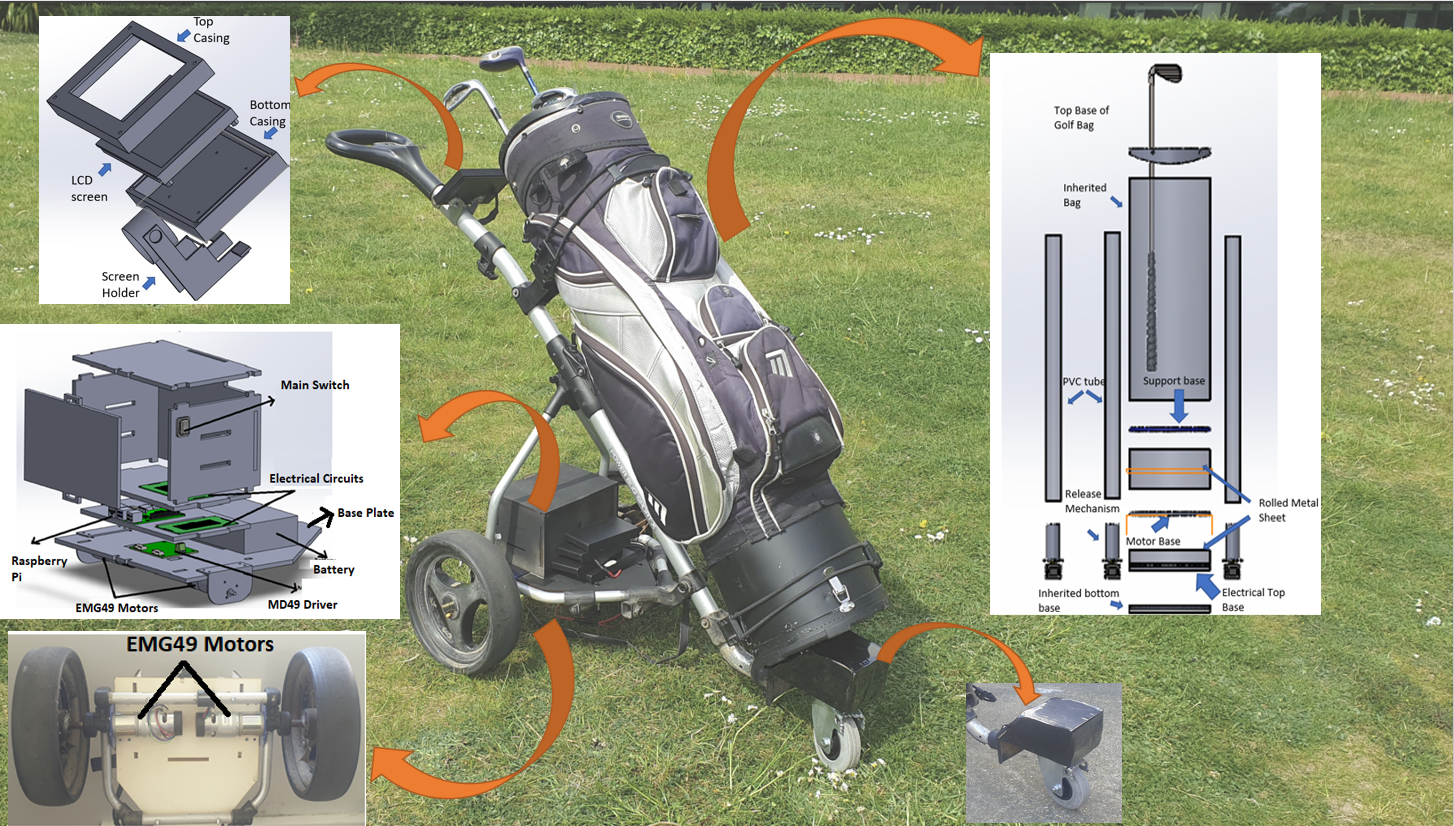 Top
Casing
Bottom
Casing
LCD
screen
Screen
Holder
Main Switch
Electrical Circuits
Base Plate
Raspberry
Pi
Battery
EMG49 Motors
MD49 Driver
EMG49 Motors
Top Base of
Golf Bag
Inherited
Bag
PVC tube
Support base
Release
Mechanism
Rolled Metal
Sheet
Motor Base
Inherited bottom
base
Electrical Top
Base